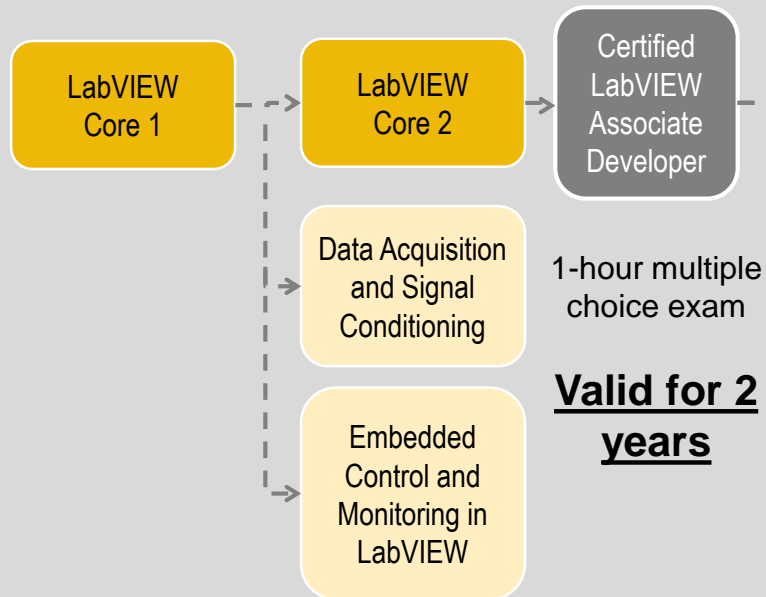 LabVIEW
Core 1
LabVIEW
Core 2
Certified
LabVIEW
Associate
Developer
Data Acquisition
and Signal
Conditioning
1-hour multiple
choice exam
Valid for 2
years
Embedded
Control and
Monitoring in
LabVIEW